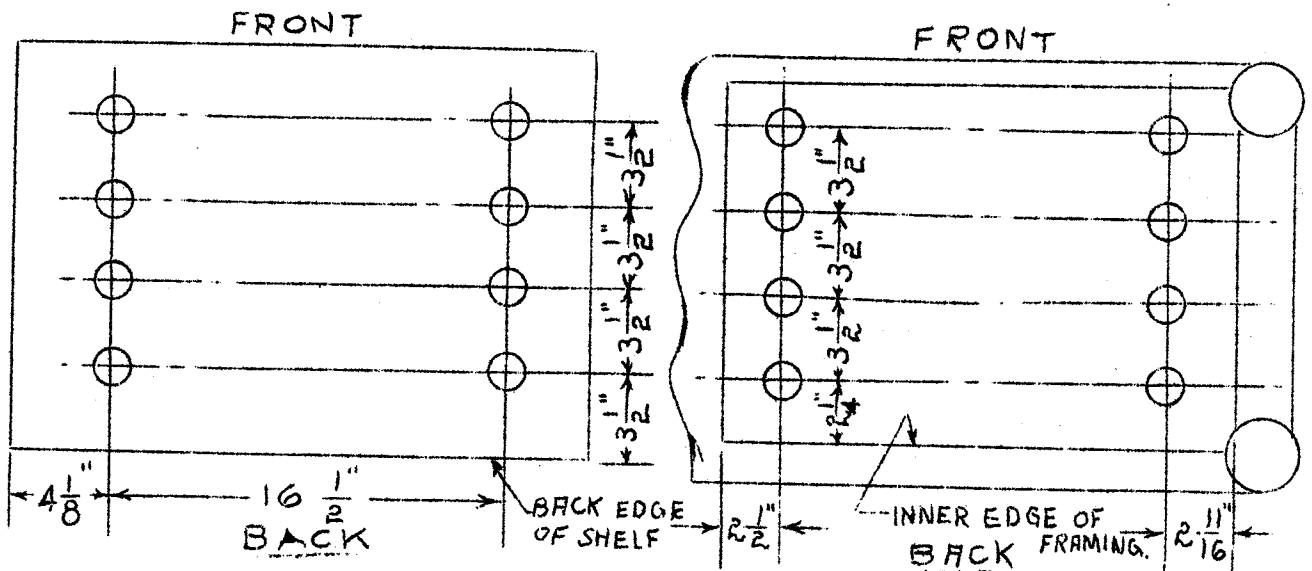 FRONT
3 1/2"
3 1/2"
3 1/2"
3 1/2"
4 1/8"
16 1/2"
BACK
BACK EDGE
OF SHELF
FRONT
3 1/2"
3 1/2"
3 1/2"
2 1/4"
2 1/2"
INNER EDGE OF
FRAMING.
BACK
2 11/16"